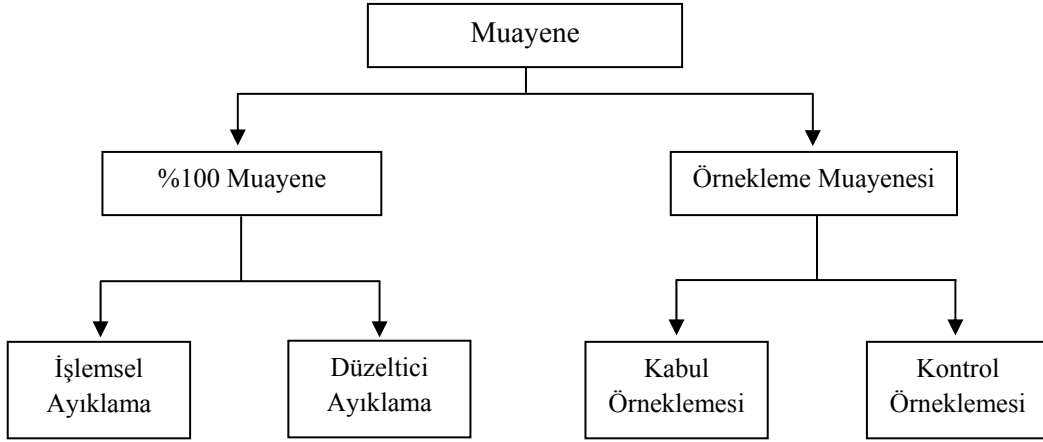 Muayene
%100 Muayene
Örnekleme Muayenesi
İşlemsel
Ayıklama
Düzeltici
Ayıklama
Kabul
Örneklemesi
Kontrol
Örneklemesi